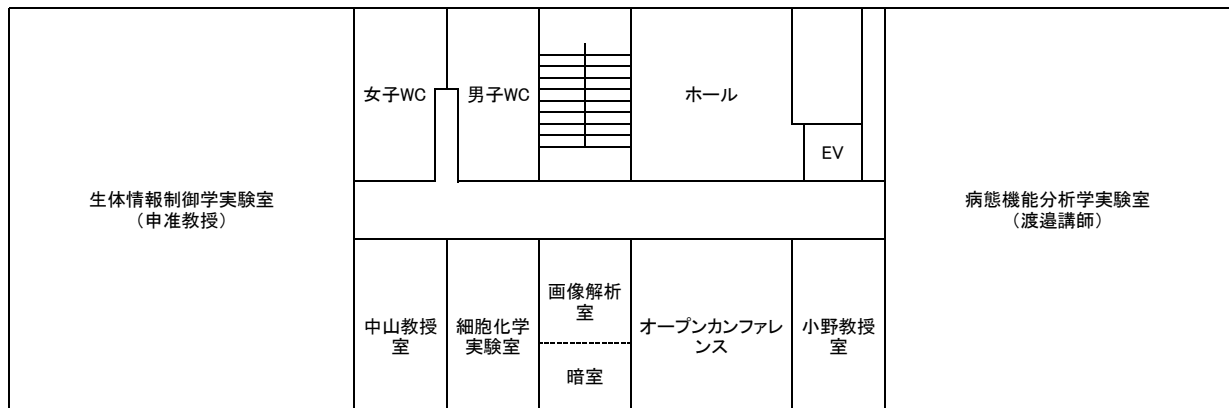 女子WC
男子WC
ホール
EV
生体情報制御学実験室
（申准教授）
病態機能分析学実験室
（渡邉講師）
中山教授
室
細胞化学
実験室
画像解析
室
暗室
オープンカンファレ
ンス
小野教授
室